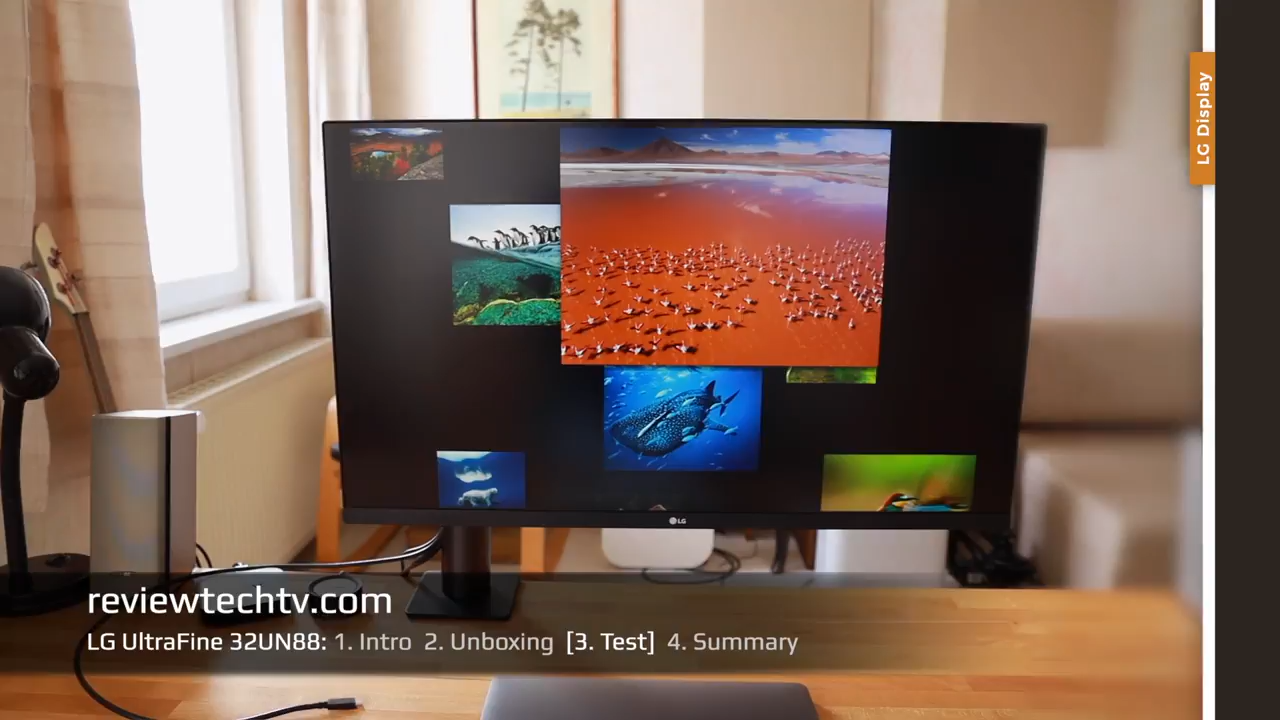 LG Display
LG
reviewtechtv.com
LG UltraFine 32UN88: 1. Intro 2. Unboxing [3. Test] 4. Summary